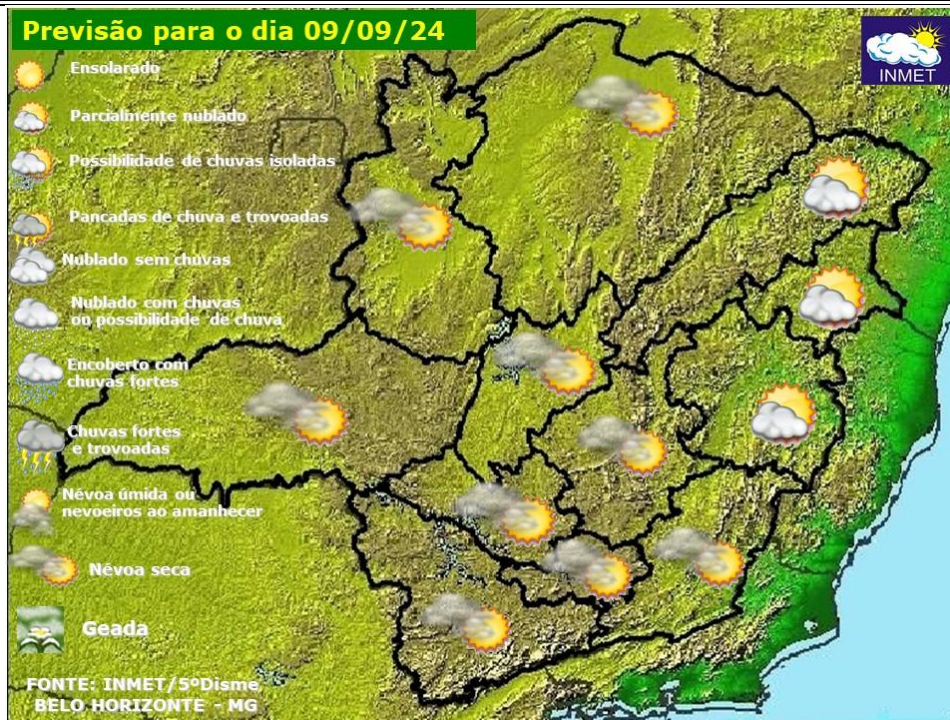 Previsão para o dia 09/09/24
INMET
Ensolarado
Parcialmente nublado
Possibilidade de chuvas isoladas
Pancadas de chuva e trovoadas
Nublado sem chuvas
Nublado com chuvas
ou possibilidade de chuva
Encoberto com
chuvas fortes
Chuvas fortes
e trovoadas
Névoa úmida ou
nevoeiros ao amanhecer
Névoa seca
Geada
FONTE: INMET/5ºDisme
BELO HORIZONTE - MG